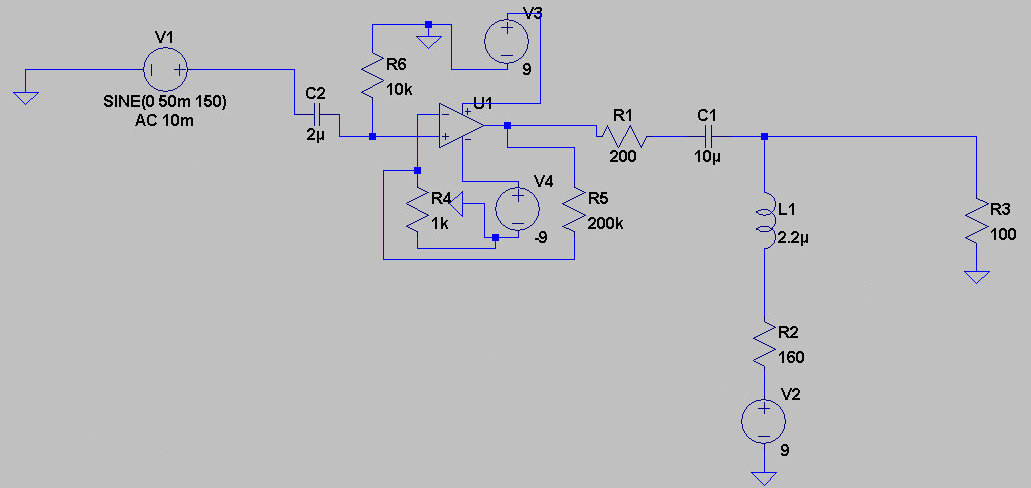 V1
SINE(0 50m 150)
AC 10m
C2
2µ
R6
10k
V3
9
U1
R4
1k
V4
-9
R5
200k
R1
200
C1
10µ
L1
2.2µ
R3
100
R2
160
V2
9